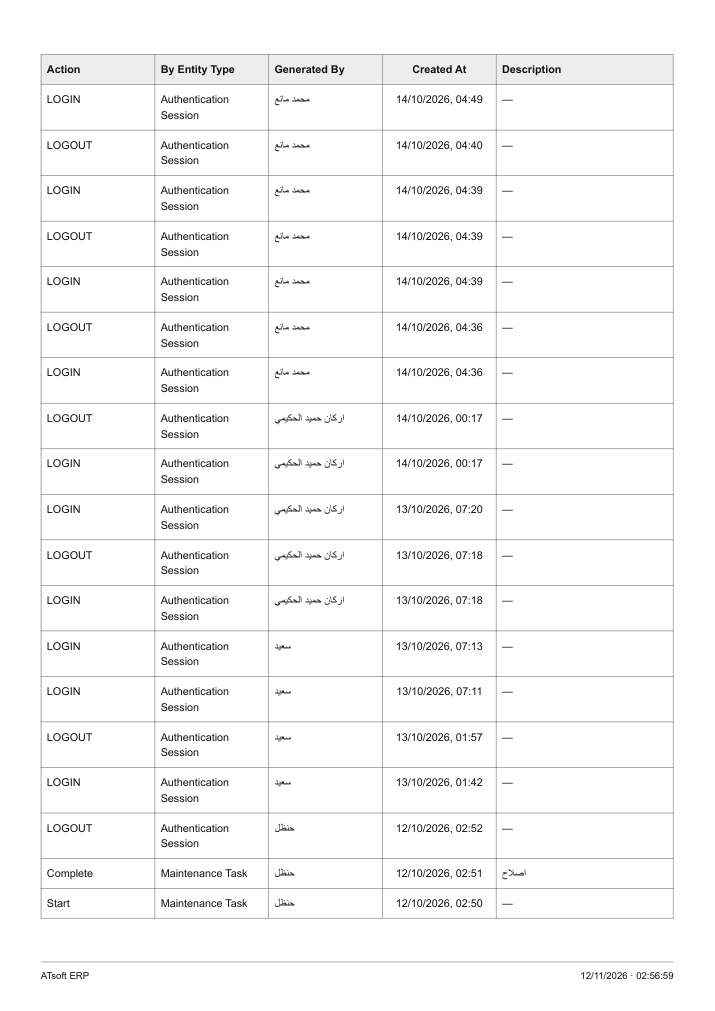 Action By Entity Type Generated By Created At Description
LOGIN Authentication Session محمد مانع 14/10/2026, 04:49 —
LOGOUT Authentication Session محمد مانع 14/10/2026, 04:40 —
LOGIN Authentication Session محمد مانع 14/10/2026, 04:39 —
LOGOUT Authentication Session محمد مانع 14/10/2026, 04:39 —
LOGIN Authentication Session محمد مانع 14/10/2026, 04:39 —
LOGOUT Authentication Session محمد مانع 14/10/2026, 04:36 —
LOGIN Authentication Session محمد مانع 14/10/2026, 04:36 —
LOGOUT Authentication Session اركان حميد الحكيمي 14/10/2026, 00:17 —
LOGIN Authentication Session اركان حميد الحكيمي 14/10/2026, 00:17 —
LOGIN Authentication Session اركان حميد الحكيمي 13/10/2026, 07:20 —
LOGOUT Authentication Session اركان حميد الحكيمي 13/10/2026, 07:18 —
LOGIN Authentication Session اركان حميد الحكيمي 13/10/2026, 07:18 —
LOGIN Authentication Session سعيد 13/10/2026, 07:13 —
LOGIN Authentication Session سعيد 13/10/2026, 07:11 —
LOGOUT Authentication Session سعيد 13/10/2026, 01:57 —
LOGIN Authentication Session سعيد 13/10/2026, 01:42 —
LOGOUT Authentication Session حنظل 12/10/2026, 02:52 —
Complete Maintenance Task حنظل 12/10/2026, 02:51 اصلاح
Start Maintenance Task حنظل 12/10/2026, 02:50 —
ATsoft ERP 12/11/2026 · 02:56:59